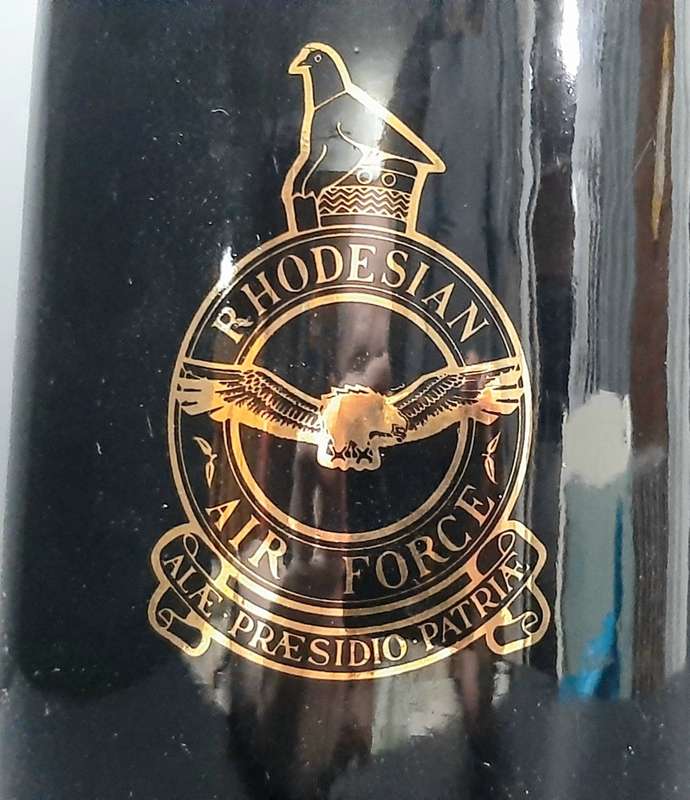 RHODESIAN
AIR FORCE
ALÆ · PRÆSIDIO · PATRIÆ